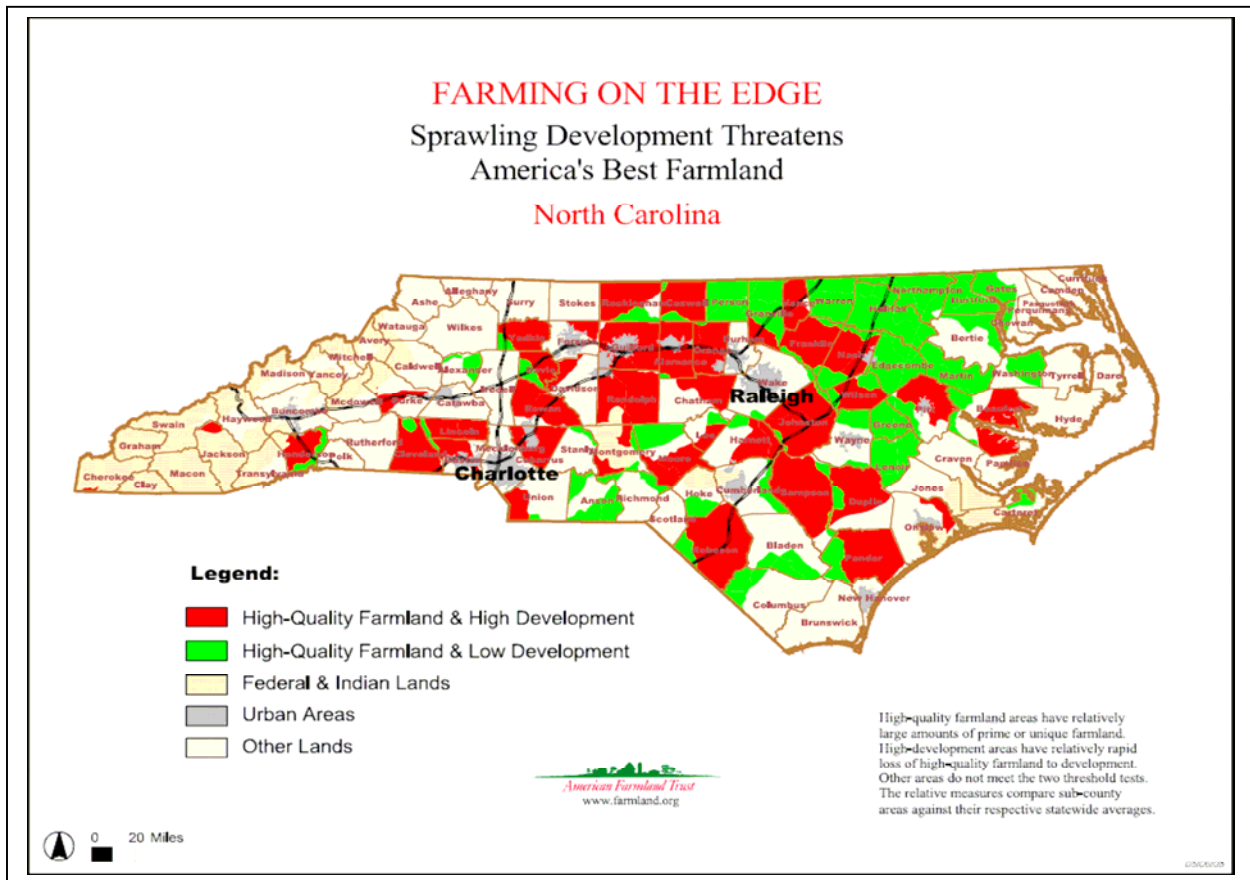 FARMING ON THE EDGE
Sprawling Development Threatens
America's Best Farmland
North Carolina
Alleghany
Ashe
Surry
Stokes
Rockingham
Caswell
Person
Granville
Vance
Warren
Northampton
Halifax
Hertford
Gates
Currituck
Camden
Pasquotank
Perquimans
Chowan
Watauga
Wilkes
Yadkin
Forsyth
Guilford
Alamance
Orange
Durham
Franklin
Nash
Edgecombe
Bertie
Avery
Mitchell
Caldwell
Alexander
Iredell
Davie
Davidson
Randolph
Chatham
Wake
Raleigh
Wilson
Martin
Washington
Tyrrell
Dare
Madison
Yancey
McDowell
Burke
Catawba
Rowan
Johnston
Greene
Pitt
Beaufort
Hyde
Swain
Haywood
Buncombe
Rutherford
Lincoln
Cabarrus
Stanly
Montgomery
Moore
Lee
Harnett
Wayne
Lenoir
Craven
Pamlico
Graham
Jackson
Henderson
Polk
Cleveland
Gaston
Mecklenburg
Charlotte
Cherokee
Clay
Macon
Transylvania
Union
Anson
Richmond
Hoke
Cumberland
Sampson
Duplin
Jones
Carteret
Scotland
Robeson
Bladen
Pender
Onslow
Columbus
Brunswick
New Hanover
Legend:
High-Quality Farmland & High Development
High-Quality Farmland & Low Development
Federal & Indian Lands
Urban Areas
Other Lands
High-quality farmland areas have relatively
large amounts of prime or unique farmland.
High-development areas have relatively rapid
loss of high-quality farmland to development.
Other areas do not meet the two threshold tests.
The relative measures compare sub-county
areas against their respective statewide averages.
American Farmland Trust
www.farmland.org
0 20 Miles